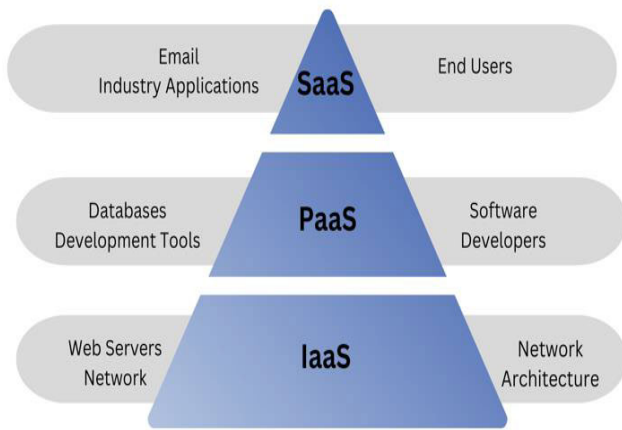 Email
Industry Applications
SaaS
End Users
Databases
Development Tools
PaaS
Software
Developers
Web Servers
Network
IaaS
Network
Architecture